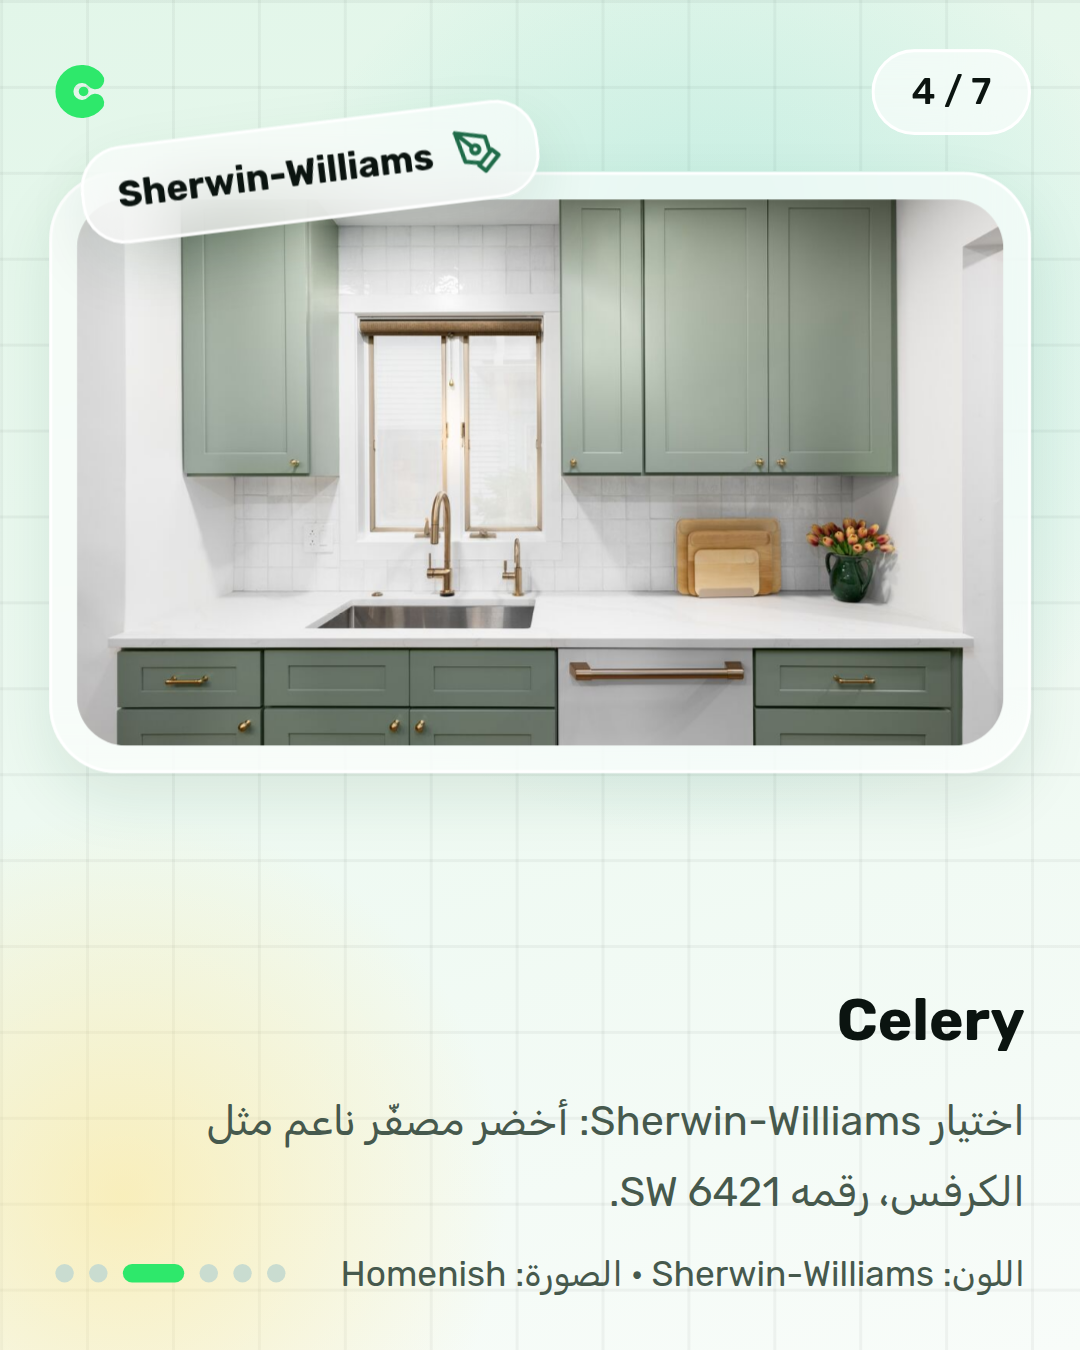 4 / 7
Sherwin-Williams
Celery
اختيار Sherwin-Williams: أخضر مصفّر ناعم مثل
الكرفس، رقمه SW 6421.
اللون: Sherwin-Williams • الصورة: Homenish